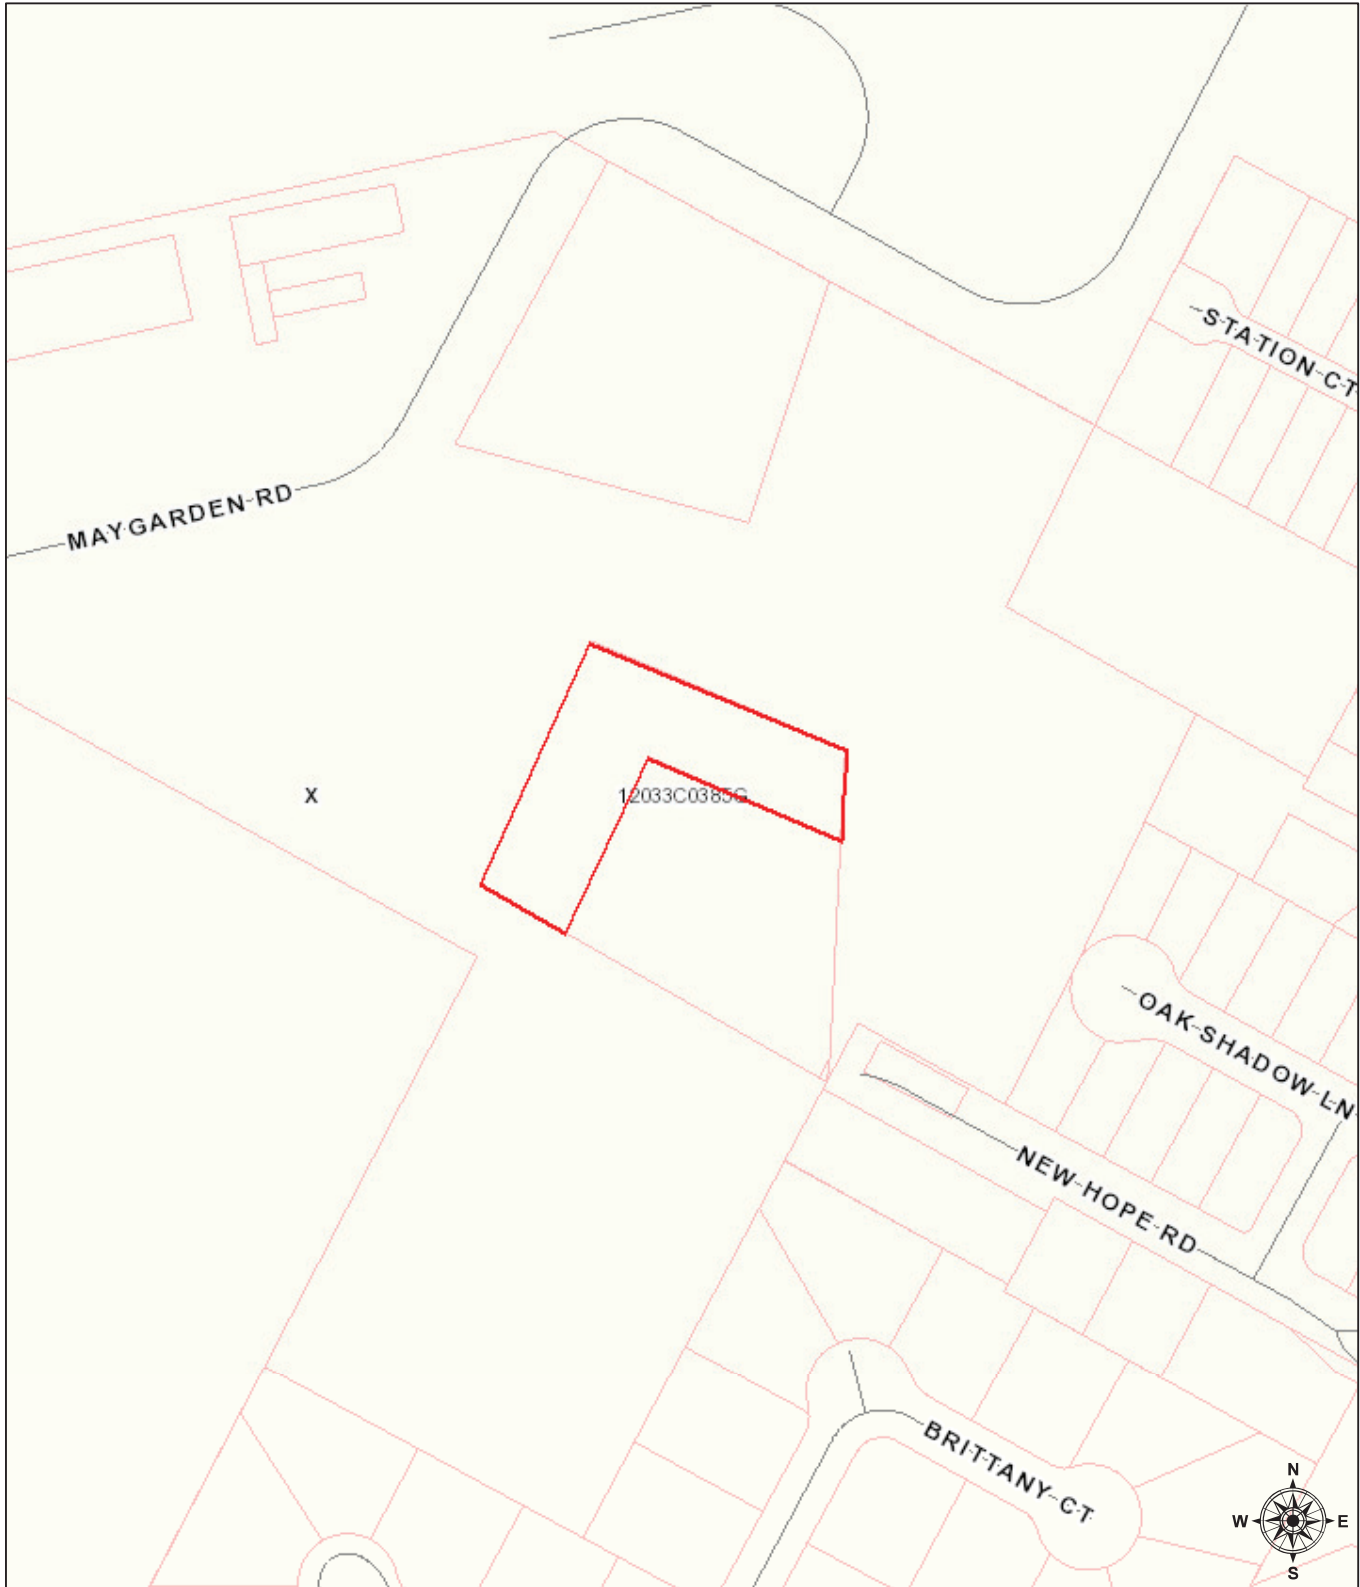 STATION CT
MAYGARDEN RD
X
12033C0385G
OAK SHADOW LN
NEW HOPE RD
BRITTANY CT
N
W E
S